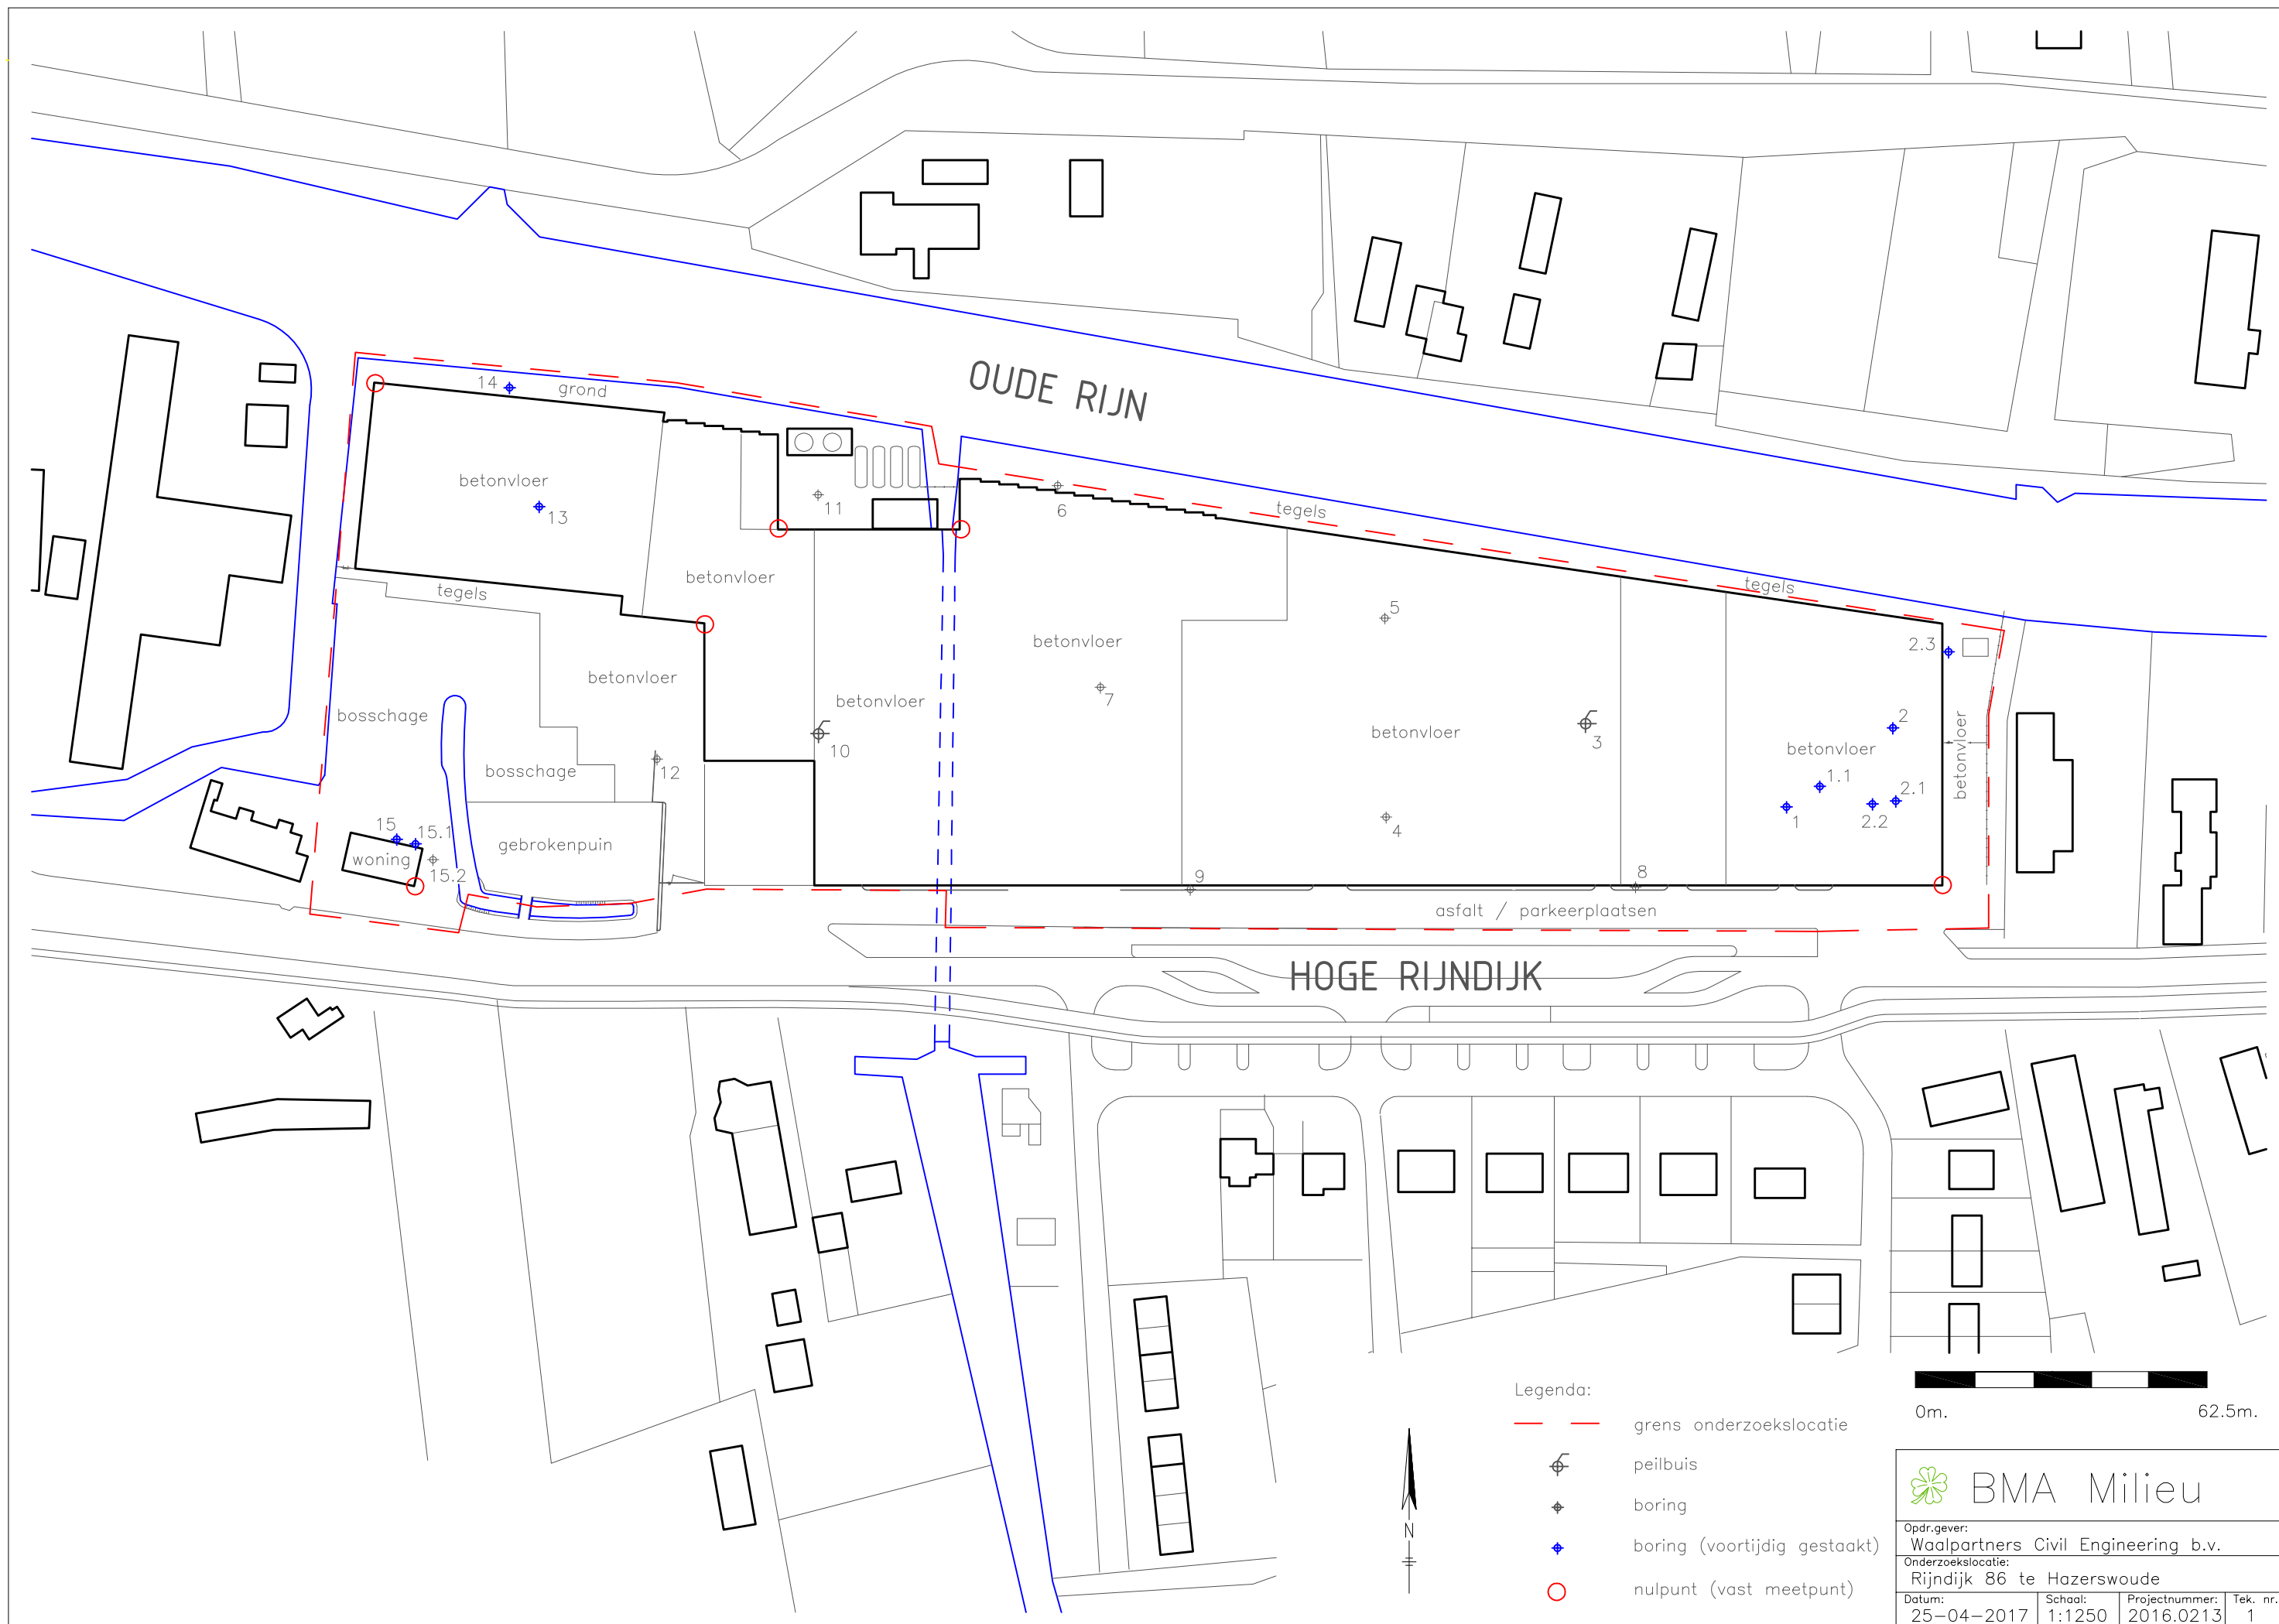 OUDE RIJN
14
grond
betonvloer
13
11
6
tegels
betonvloer
tegels
tegels
5
betonvloer
2.3
betonvloer
7
betonvloer
bosschage
10
betonvloer
3
2
betonvloer
betonvloer
bosschage
12
1.1
2.1
1
2.2
4
15
15.1
gebrokenpuin
woning
15.2
9
8
asfalt / parkeerplaatsen
HOGE RIJNDIJK
Legenda:
grens onderzoekslocatie
peilbuis
boring
boring (voortijdig gestaakt)
nulpunt (vast meetpunt)
N
0m.
62.5m.
BMA Milieu
Opdr.gever:
Waalpartners Civil Engineering b.v.
Onderzoekslocatie:
Rijndijk 86 te Hazerswoude
Datum:
25-04-2017
Schaal:
1:1250
Projectnummer:
2016.0213
Tek. nr.
1